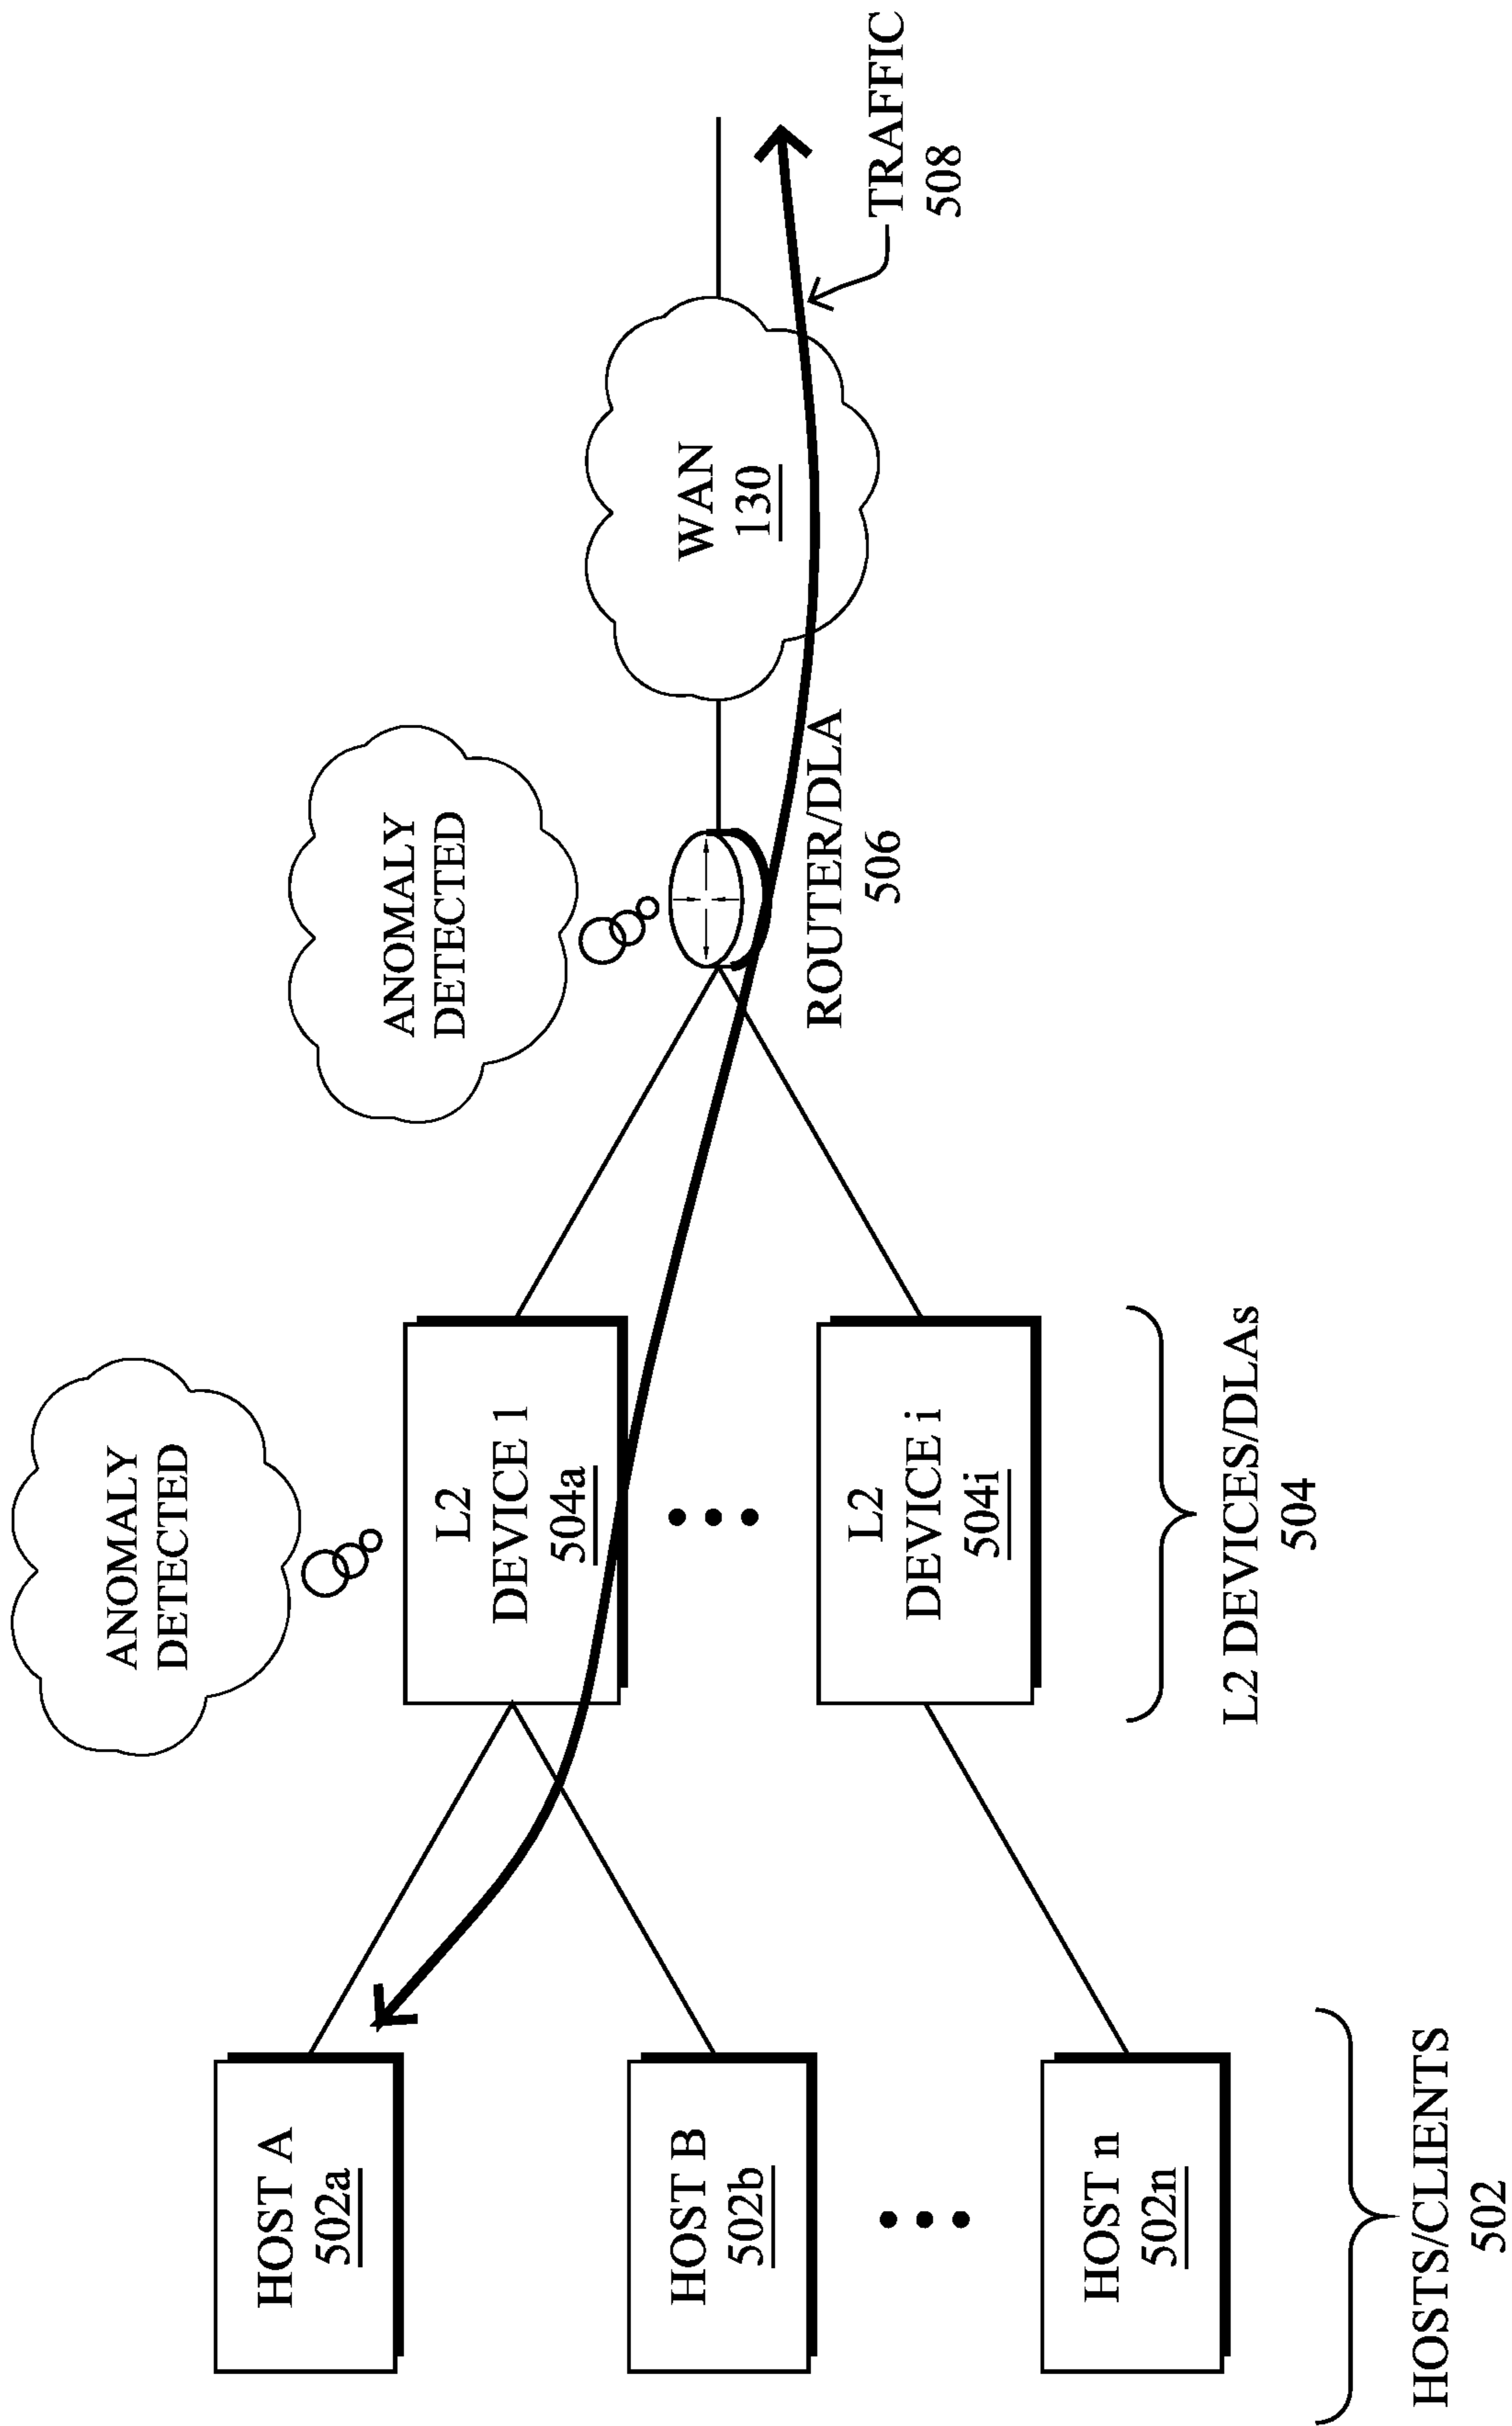 ANOMALY
DETECTED
ANOMALY
DETECTED
HOST A
502a
L2
DEVICE 1
504a
WAN
130
HOST B
502b
ROUTER/DLA
506
TRAFFIC
508
L2
DEVICE i
504i
HOST n
502n
L2 DEVICES/DLAs
504
HOSTS/CLIENTS
502